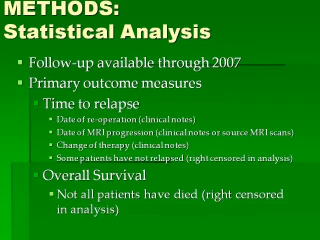 METHODS:
Statistical Analysis
Follow-up available through 2007
Primary outcome measures
Time to relapse
Date of re-operation (clinical notes)
Date of MRI progression (clinical notes or source MRI scans)
Change of therapy (clinical notes)
Some patients have not relapsed (right censored in analysis)
Overall Survival
Not all patients have died (right censored
in analysis)